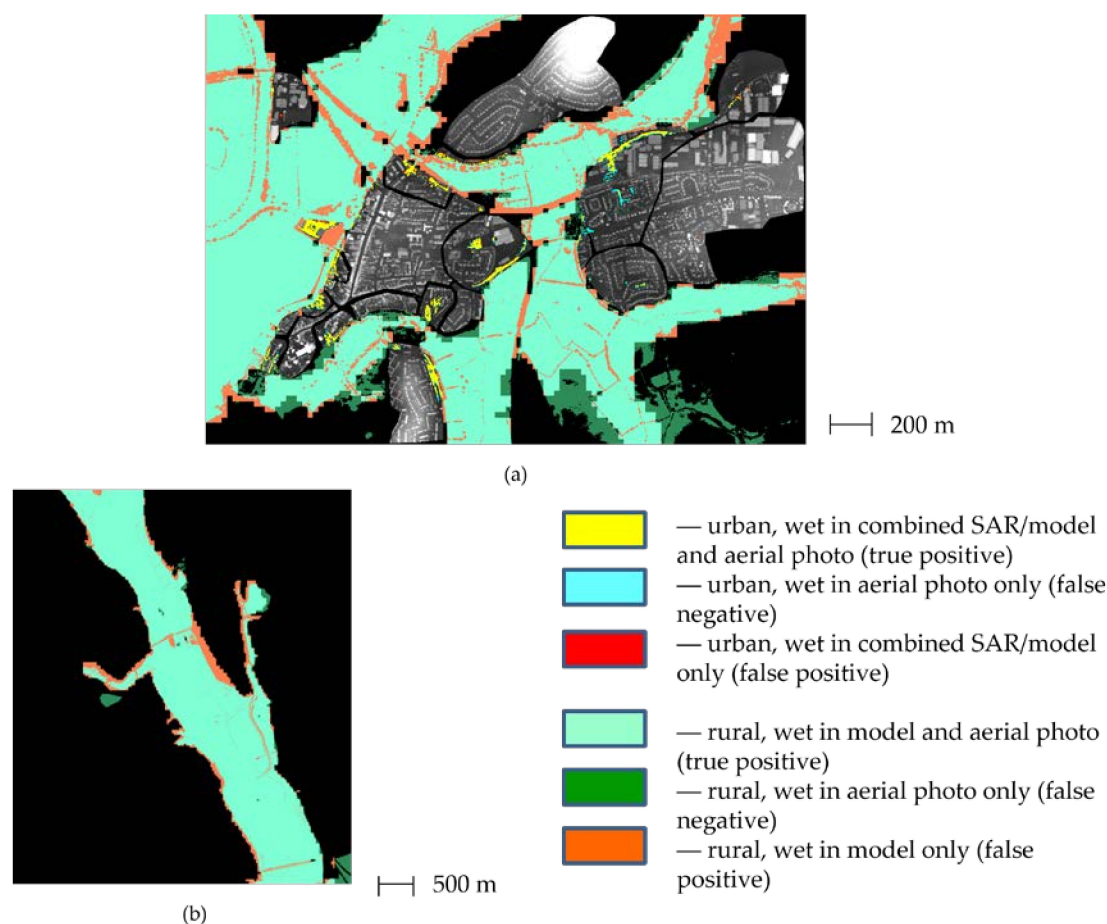 200 m
(a)
— urban, wet in combined SAR/model
and aerial photo (true positive)
— urban, wet in aerial photo only (false
negative)
— urban, wet in combined SAR/model
only (false positive)
— rural, wet in model and aerial photo
(true positive)
— rural, wet in aerial photo only (false
negative)
— rural, wet in model only (false
positive)
500 m
(b)